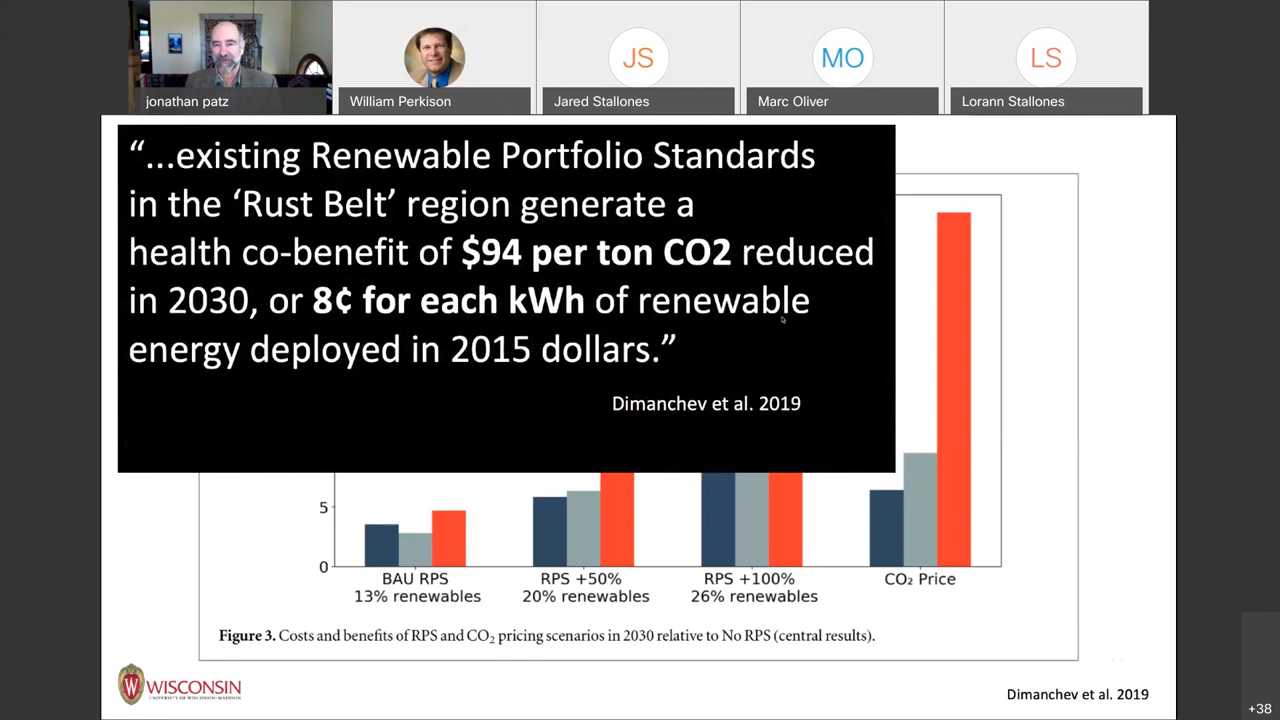 JS
MO
LS
jonathan patz
William Perkison
Jared Stallones
Marc Oliver
Lorann Stallones
“...existing Renewable Portfolio Standards
in the ‘Rust Belt’ region generate a
health co-benefit of $94 per ton CO2 reduced
in 2030, or 8¢ for each kWh of renewable
energy deployed in 2015 dollars.”
Dimanchev et al. 2019
5
0
BAU RPS
13% renewables
RPS +50%
20% renewables
RPS +100%
26% renewables
CO₂ Price
Figure 3. Costs and benefits of RPS and CO₂ pricing scenarios in 2030 relative to No RPS (central results).
W
WISCONSIN
UNIVERSITY OF WISCONSIN-MADISON
Dimanchev et al. 2019
+38